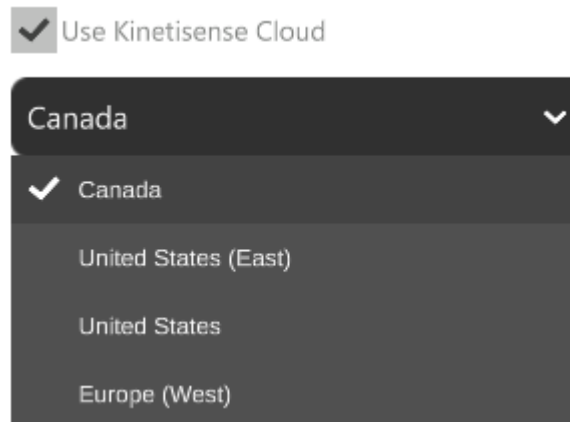 Use Kinetisense Cloud
Canada
Canada
United States (East)
United States
Europe (West)